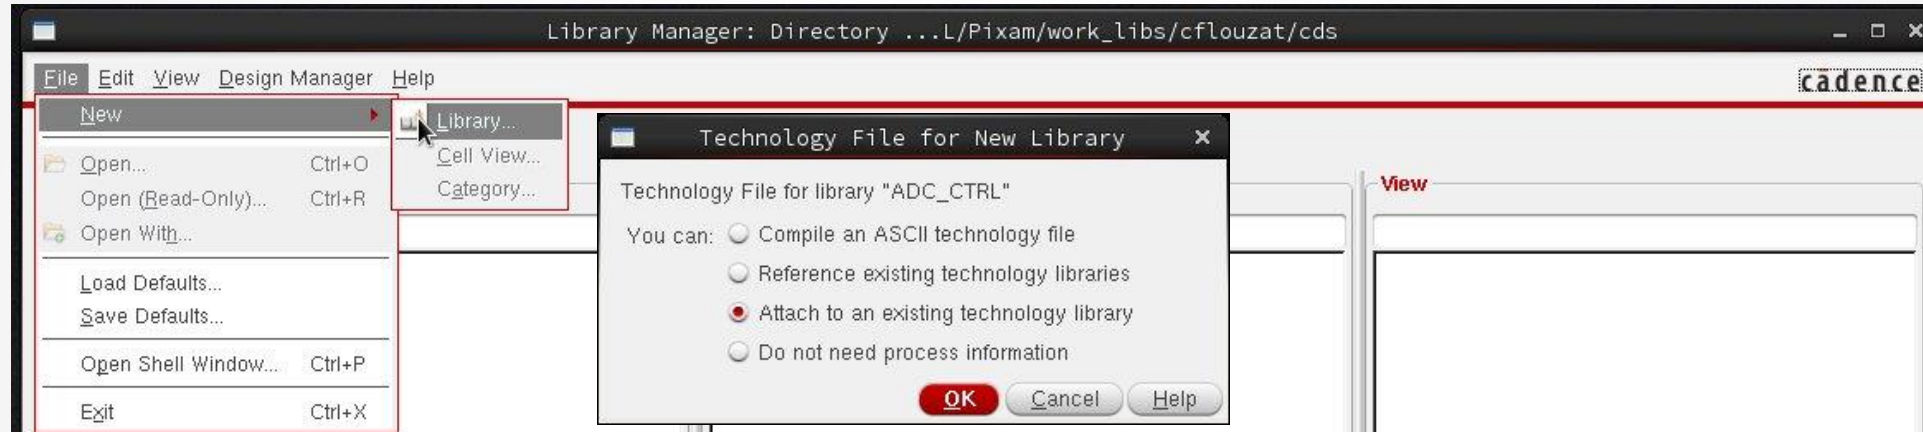 Library Manager: Directory ...L/Pixam/work_libs/cflouzat/cds
File Edit View Design Manager Help
cādence
New
Library...
Cell View...
Category...
Open... Ctrl+O
Open (Read-Only)... Ctrl+R
Open With...
Load Defaults...
Save Defaults...
Open Shell Window... Ctrl+P
Exit Ctrl+X
Technology File for New Library
Technology File for library "ADC_CTRL"
You can: Compile an ASCII technology file
Reference existing technology libraries
Attach to an existing technology library
Do not need process information
OK Cancel Help
View